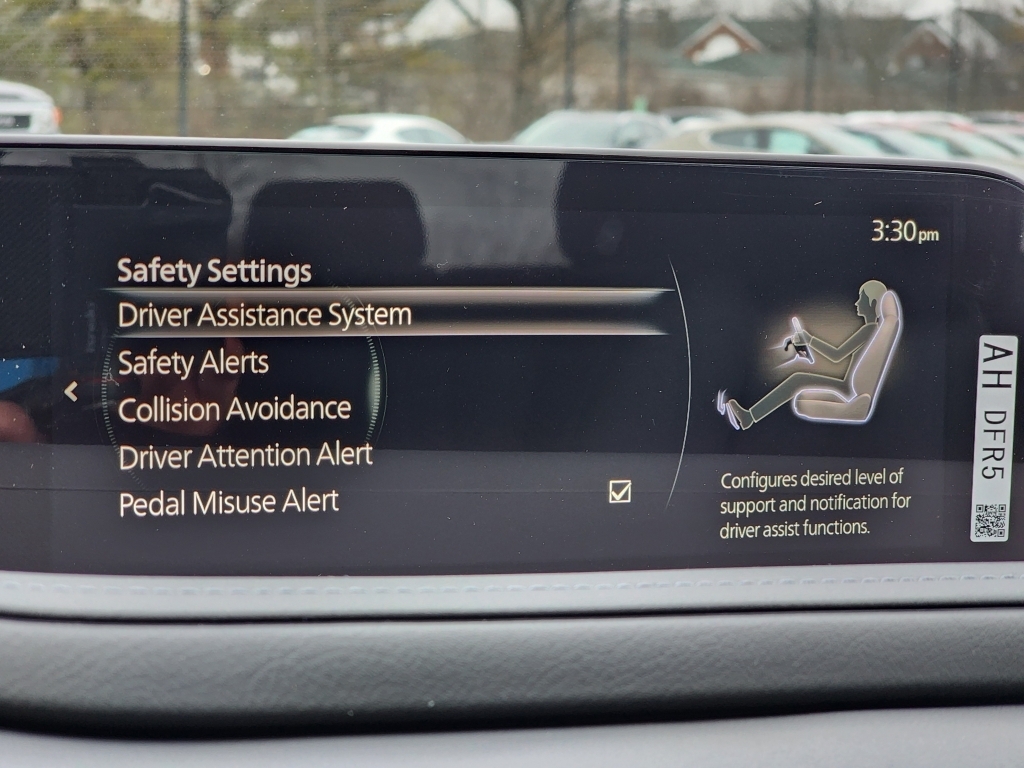 3:30pm
Safety Settings
Driver Assistance System
Safety Alerts
Collision Avoidance
Driver Attention Alert
Pedal Misuse Alert
Configures desired level of
support and notification for
driver assist functions.
AH DFR5